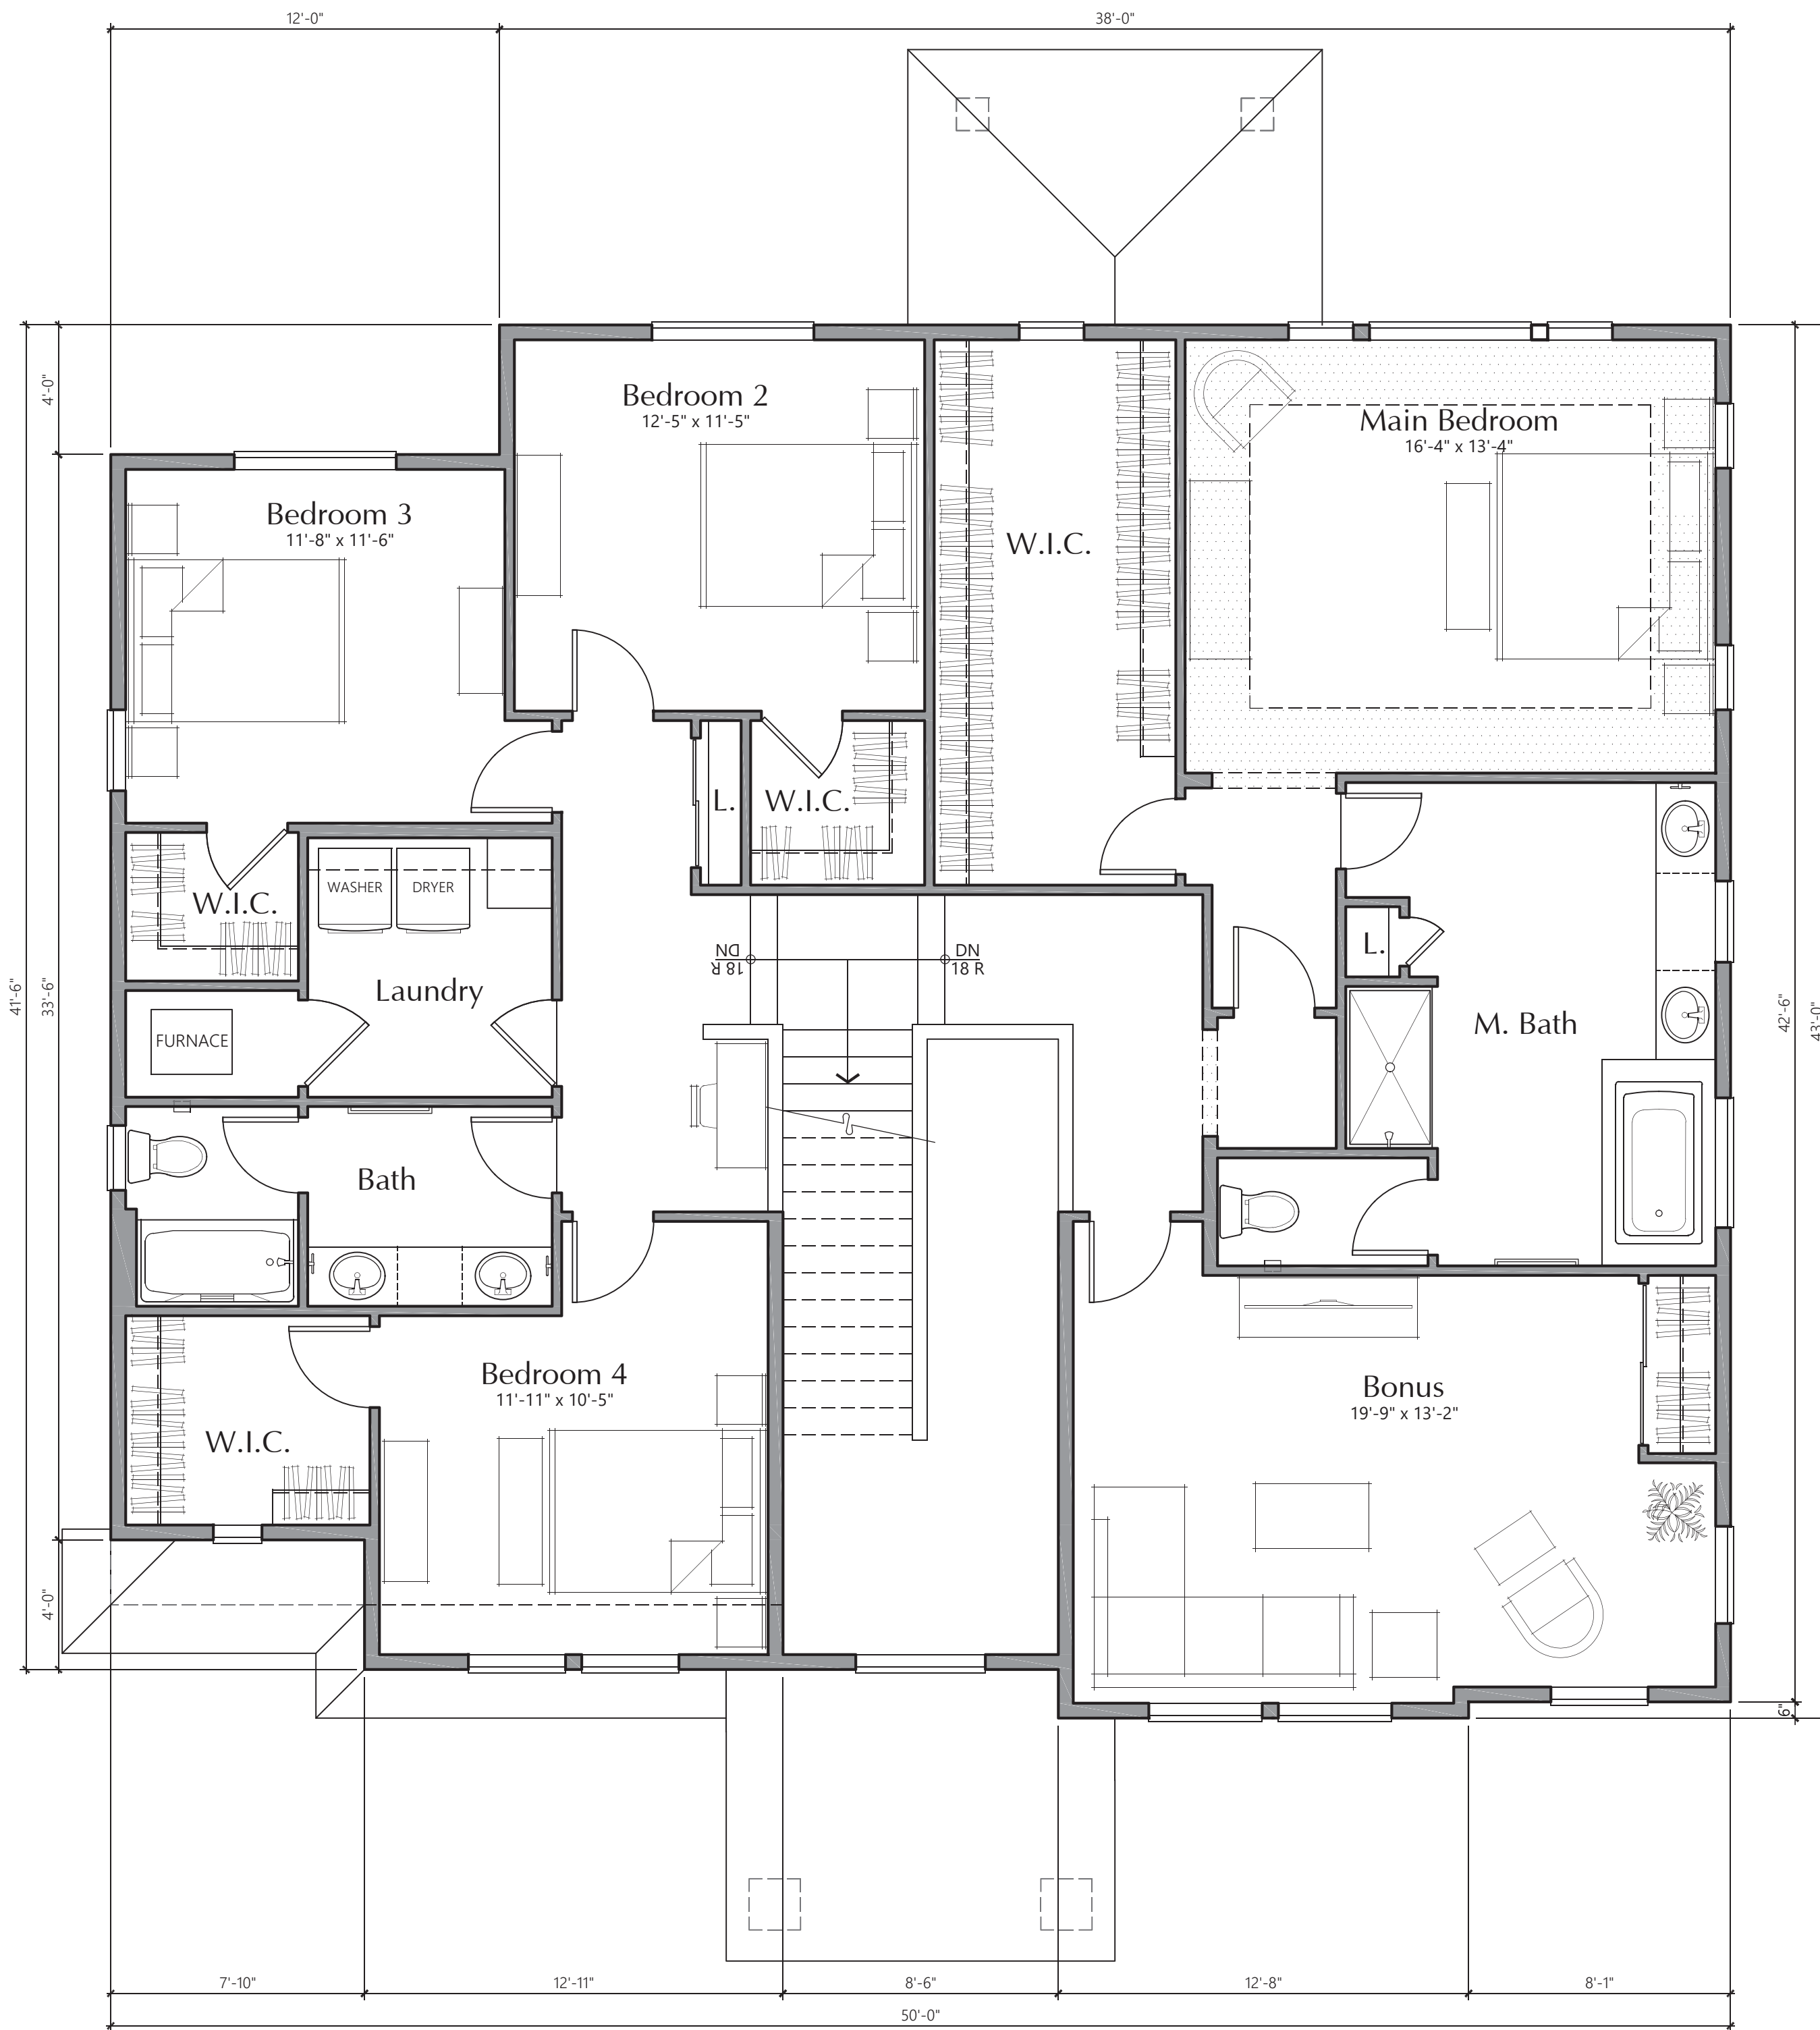 12'-0"
38'-0"
4'-0"
Bedroom 2
12'-5" x 11'-5"
Main Bedroom
16'-4" x 13'-4"
Bedroom 3
11'-8" x 11'-6"
W.I.C.
L.
W.I.C.
WASHER
DRYER
W.I.C.
L.
DN
18 R
DN
18 R
Laundry
41'-6"
33'-6"
42'-6"
43'-0"
M. Bath
FURNACE
Bath
Bedroom 4
11'-11" x 10'-5"
Bonus
19'-9" x 13'-2"
W.I.C.
4'-0"
6"
7'-10"
12'-11"
8'-6"
12'-8"
8'-1"
50'-0"